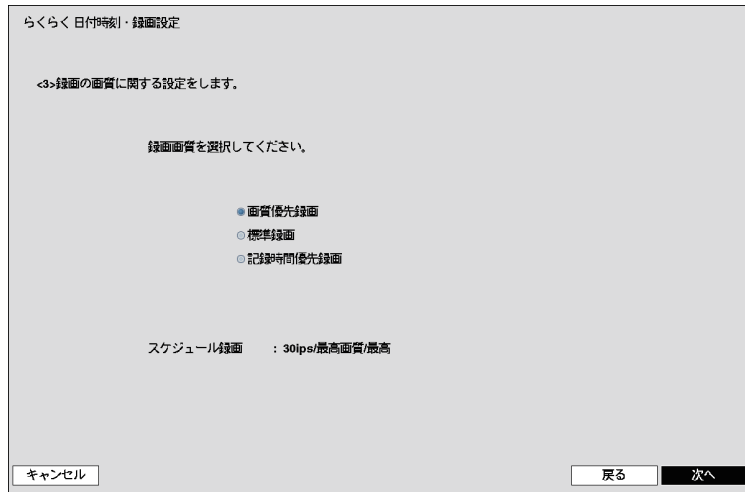 らくらく日付時刻・録画設定
<3>録画の画質に関する設定をします。
録画画質を選択してください。
画質優先録画
標準録画
記録時間優先録画
スケジュール録画 : 30ips/最高画質/最高
キャンセル 戻る 次へ